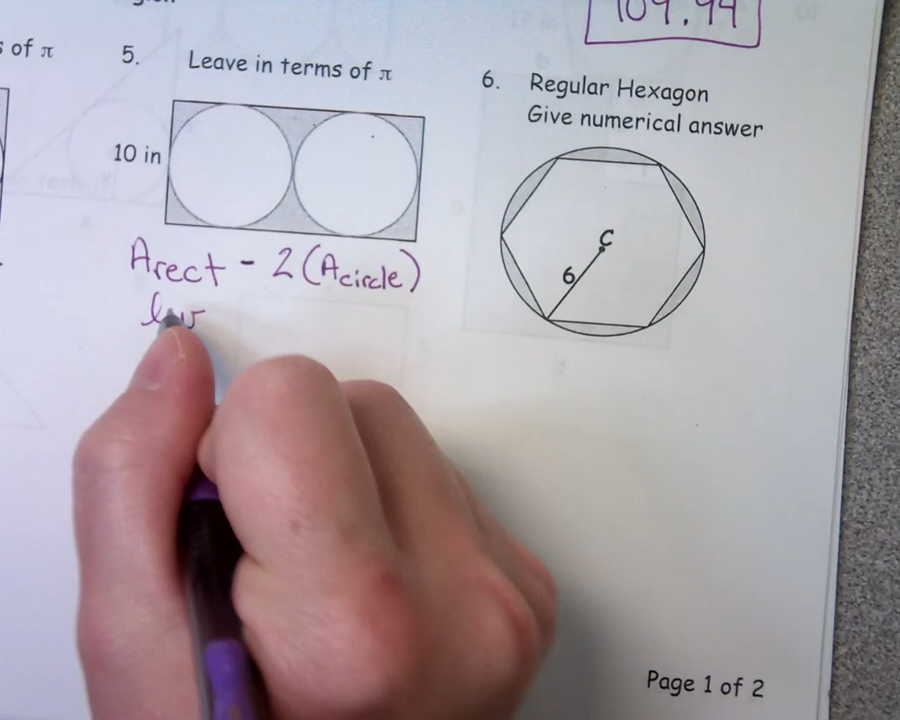 109.94
s of π
5. Leave in terms of π
10 in
Arect - 2(Acircle)
lw
6. Regular Hexagon
Give numerical answer
C
6
Page 1 of 2